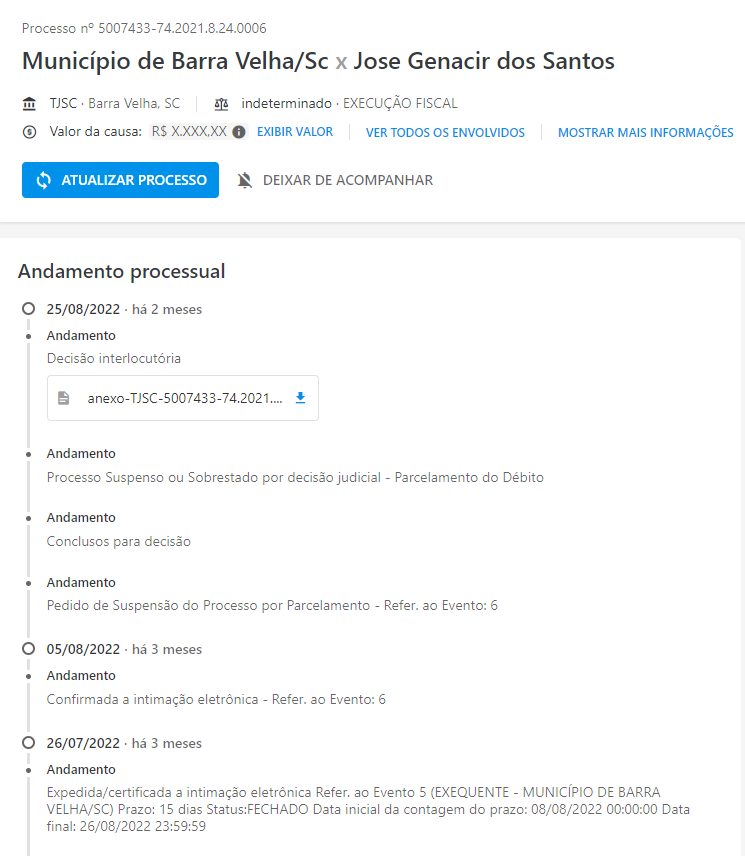 Processo nº 5007433-74.2021.8.24.0006
Município de Barra Velha/Sc x Jose Genacir dos Santos
TJSC · Barra Velha, SC indeterminado · EXECUÇÃO FISCAL
Valor da causa: R$ X.XXX,XX EXIBIR VALOR VER TODOS OS ENVOLVIDOS MOSTRAR MAIS INFORMAÇÕES
ATUALIZAR PROCESSO DEIXAR DE ACOMPANHAR
Andamento processual
25/08/2022 · há 2 meses
Andamento
Decisão interlocutória
anexo-TJSC-5007433-74.2021....
Andamento
Processo Suspenso ou Sobrestado por decisão judicial - Parcelamento do Débito
Andamento
Conclusos para decisão
Andamento
Pedido de Suspensão do Processo por Parcelamento - Refer. ao Evento: 6
05/08/2022 · há 3 meses
Andamento
Confirmada a intimação eletrônica - Refer. ao Evento: 6
26/07/2022 · há 3 meses
Andamento
Expedida/certificada a intimação eletrônica Refer. ao Evento 5 (EXEQUENTE - MUNICÍPIO DE BARRA
VELHA/SC) Prazo: 15 dias Status:FECHADO Data inicial da contagem do prazo: 08/08/2022 00:00:00 Data
final: 26/08/2022 23:59:59